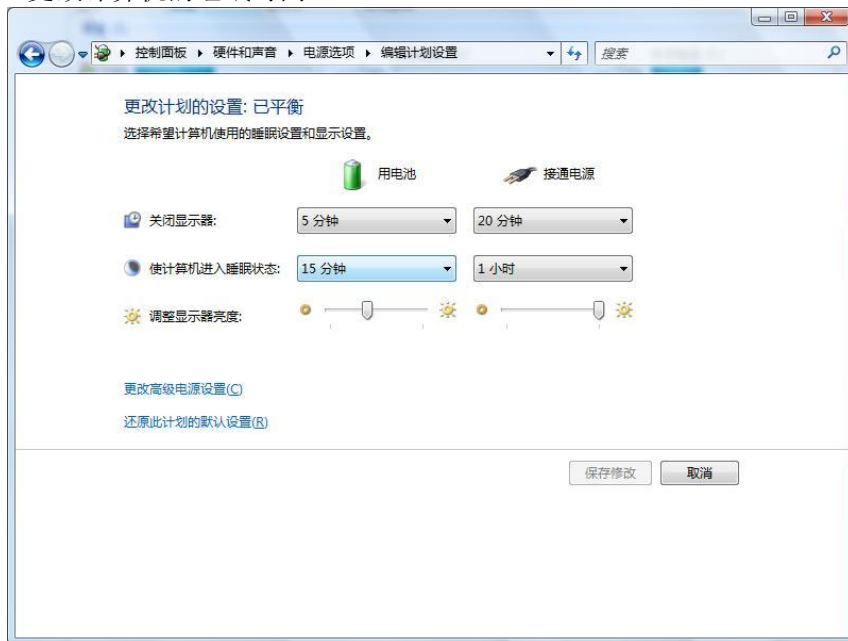 控制面板 ▸ 硬件和声音 ▸ 电源选项 ▸ 编辑计划设置
搜索
更改计划的设置: 已平衡
选择希望计算机使用的睡眠设置和显示设置。
用电池 接通电源
关闭显示器: 5 分钟 20 分钟
使计算机进入睡眠状态: 15 分钟 1 小时
调整显示器亮度:
更改高级电源设置(C)
还原此计划的默认设置(R)
保存修改 取消